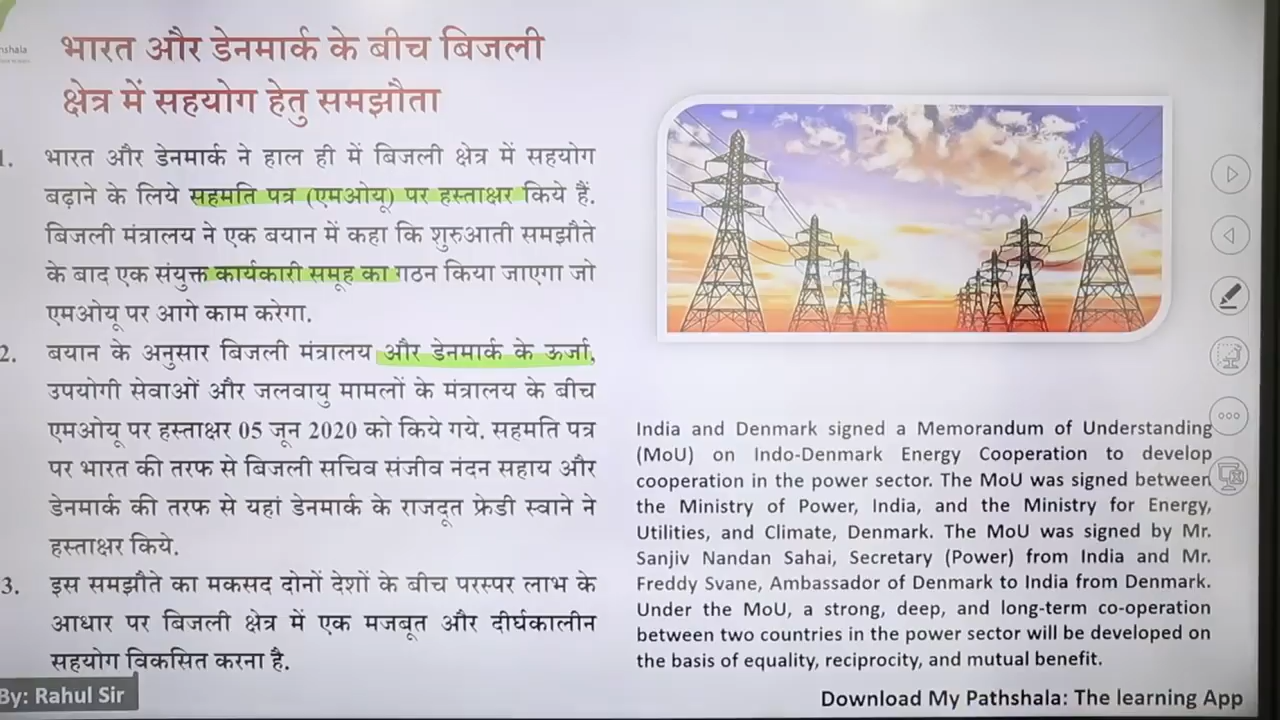 nshala
भारत और डेनमार्क के बीच बिजली
क्षेत्र में सहयोग हेतु समझौता
1. भारत और डेनमार्क ने हाल ही में बिजली क्षेत्र में सहयोग
बढ़ाने के लिये सहमति पत्र (एमओयू) पर हस्ताक्षर किये हैं.
बिजली मंत्रालय ने एक बयान में कहा कि शुरुआती समझौते
के बाद एक संयुक्त कार्यकारी समूह का गठन किया जाएगा जो
एमओयू पर आगे काम करेगा.
2. बयान के अनुसार बिजली मंत्रालय और डेनमार्क के ऊर्जा,
उपयोगी सेवाओं और जलवायु मामलों के मंत्रालय के बीच
एमओयू पर हस्ताक्षर 05 जून 2020 को किये गये. सहमति पत्र
पर भारत की तरफ से बिजली सचिव संजीव नंदन सहाय और
डेनमार्क की तरफ से यहां डेनमार्क के राजदूत फ्रेडी स्वाने ने
हस्ताक्षर किये.
3. इस समझौते का मकसद दोनों देशों के बीच परस्पर लाभ के
आधार पर बिजली क्षेत्र में एक मजबूत और दीर्घकालीन
सहयोग विकसित करना है.
India and Denmark signed a Memorandum of Understanding
(MoU) on Indo-Denmark Energy Cooperation to develop
cooperation in the power sector. The MoU was signed between
the Ministry of Power, India, and the Ministry for Energy,
Utilities, and Climate, Denmark. The MoU was signed by Mr.
Sanjiv Nandan Sahai, Secretary (Power) from India and Mr.
Freddy Svane, Ambassador of Denmark to India from Denmark.
Under the MoU, a strong, deep, and long-term co-operation
between two countries in the power sector will be developed on
the basis of equality, reciprocity, and mutual benefit.
By: Rahul Sir
Download My Pathshala: The learning App